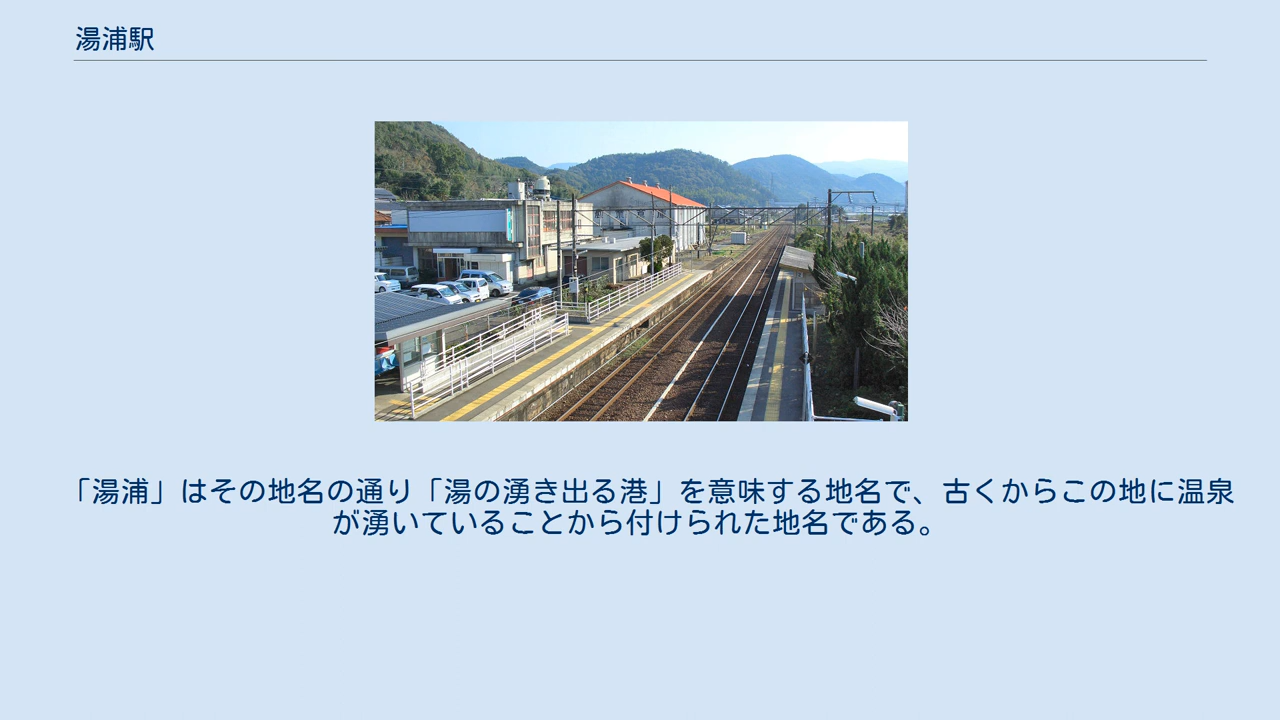 湯浦駅
「湯浦」はその地名の通り「湯の湧き出る港」を意味する地名で、古くからこの地に温泉
が湧いていることから付けられた地名である。